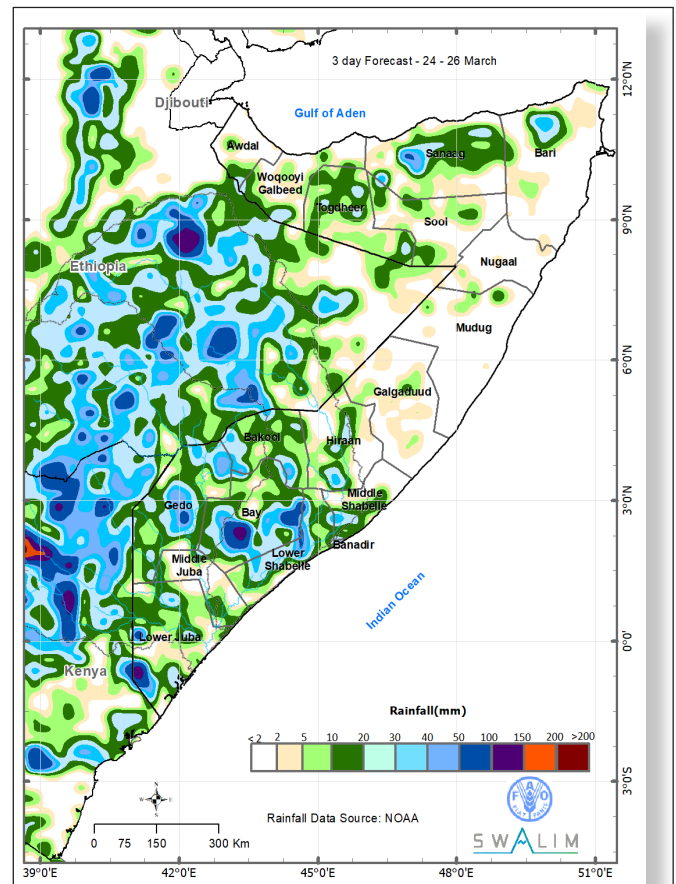 3 day Forecast - 24 - 26 March
12°0'N
Djibouti
Gulf of Aden
Awdal
Sanaag
Bari
Woqooyi
Galbeed
Togdheer
9°0'N
Sool
Ethiopia
Nugaal
Mudug
6°0'N
Galgaduud
Bakool
Hiraan
3°0'N
Gedo
Middle
Shabelle
Bay
Banadir
Middle
Juba
Lower
Shabelle
Indian Ocean
Lower Juba
0°0'
Kenya
Rainfall(mm)
< 2 2 5 10 20 30 40 50 100 150 200 >200
3°0'S
N
W E
S
Rainfall Data Source: NOAA
F A O
FIAT PANIS
0 75 150 300 Km
SWALIM
39°0'E 42°0'E 45°0'E 48°0'E 51°0'E